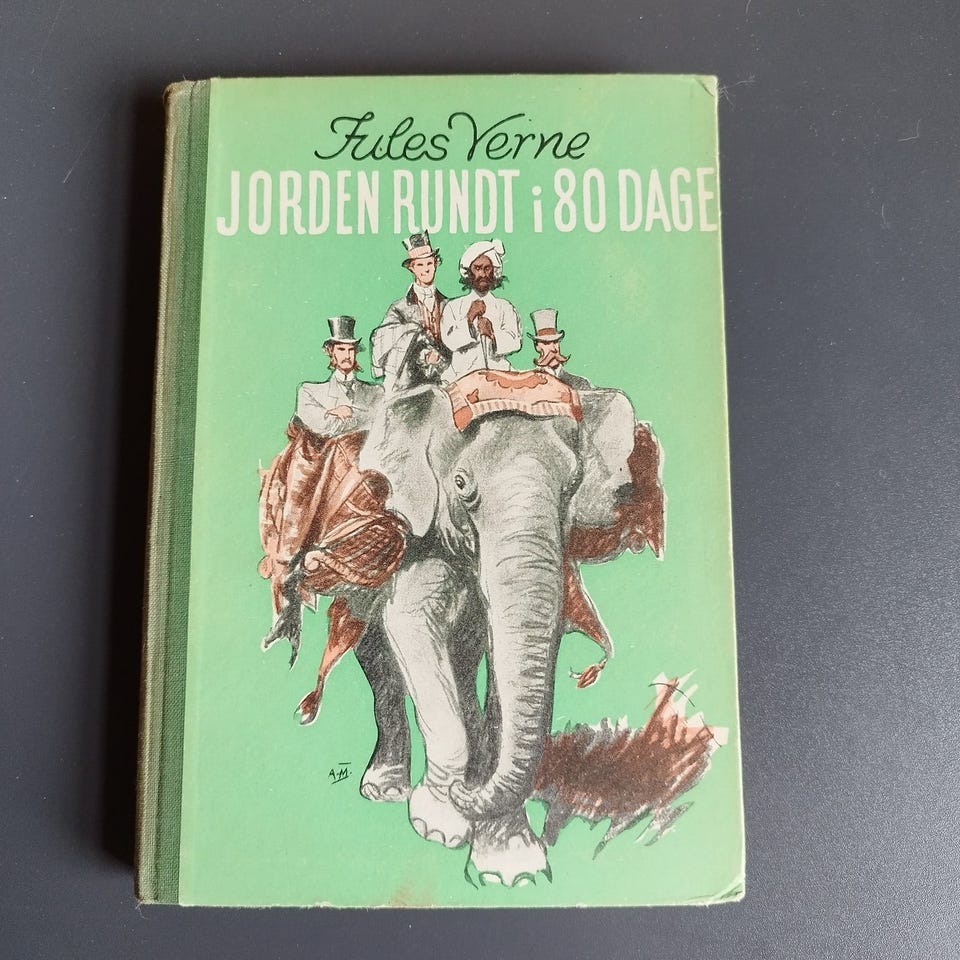 Jules Verne
JORDEN RUNDT i 80 DAGE
A.M.